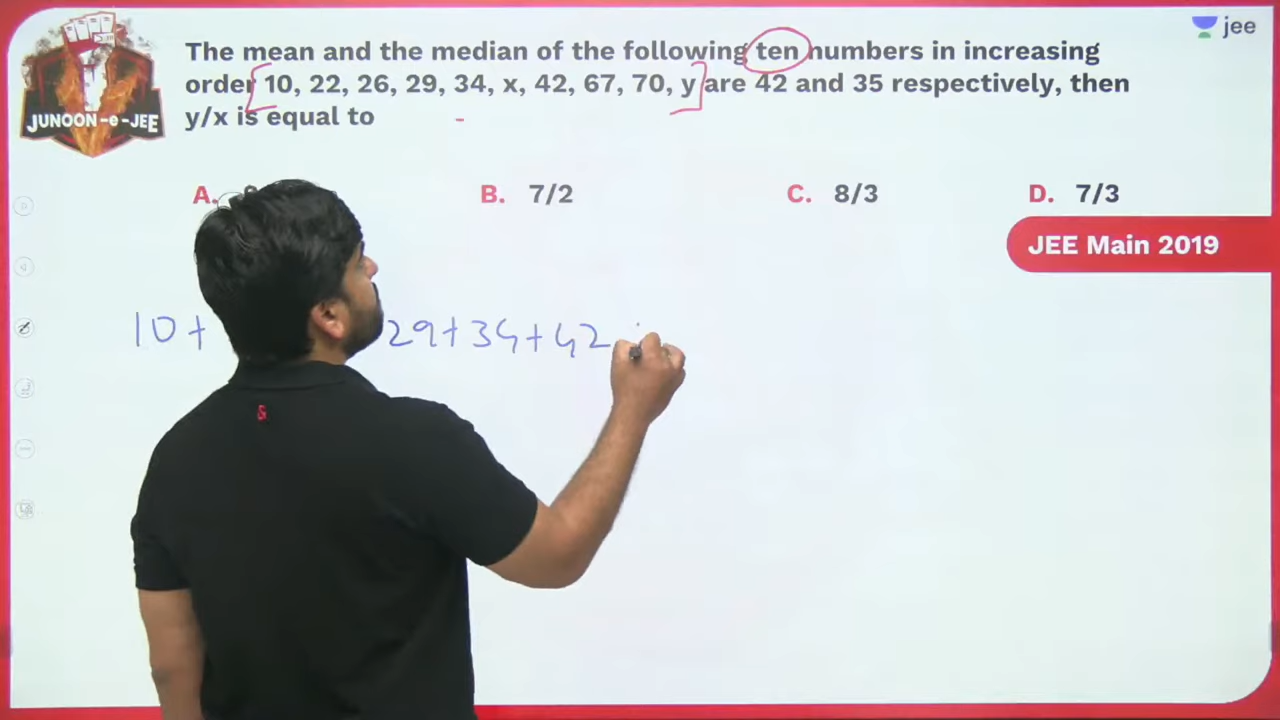 jee
The mean and the median of the following ten numbers in increasing
order 10, 22, 26, 29, 34, x, 42, 67, 70, y are 42 and 35 respectively, then
y/x is equal to
JUNOON-e-JEE
A.
B. 7/2
C. 8/3
D. 7/3
JEE Main 2019
10+ 29+34+42